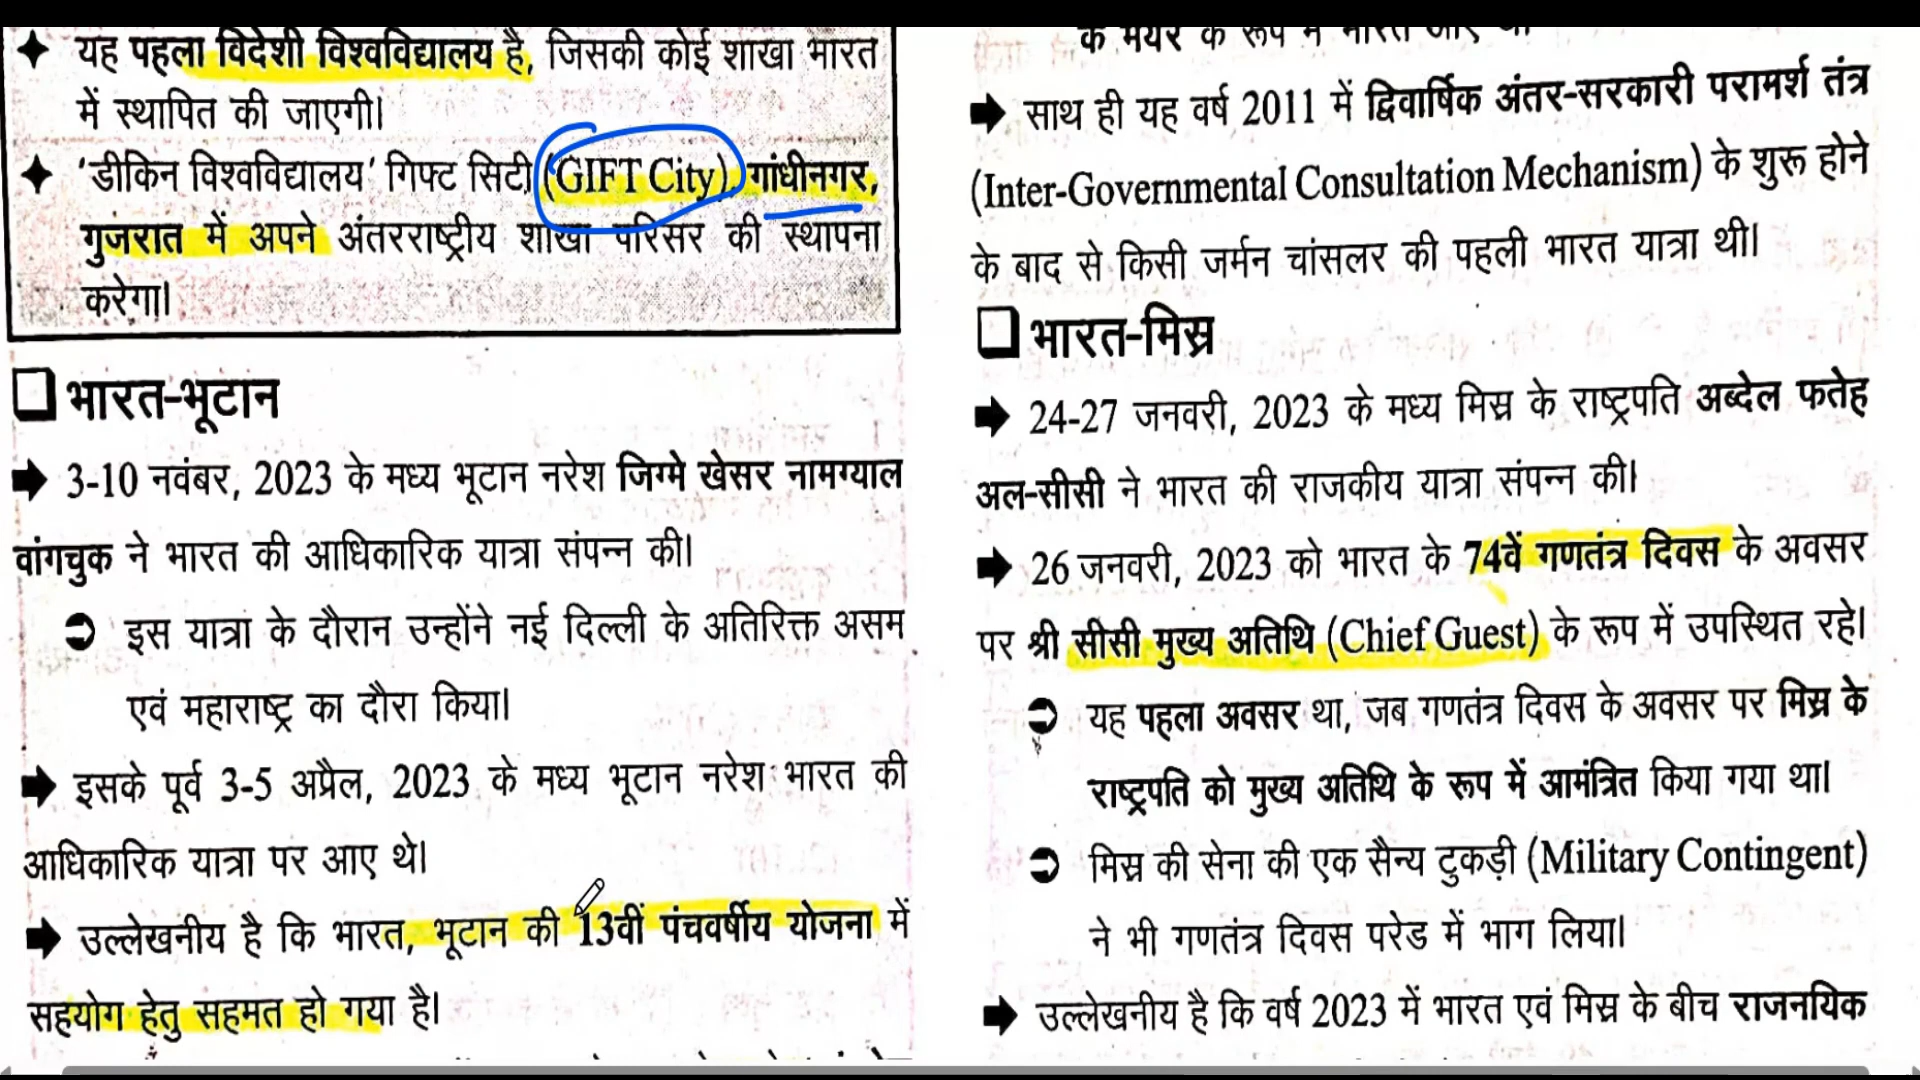 यह पहला विदेशी विश्वविद्यालय है, जिसकी कोई शाखा भारत
में स्थापित की जाएगी।
'डीकिन विश्वविद्यालय' गिफ्ट सिटी (GIFT City), गांधीनगर,
गुजरात में अपने अंतरराष्ट्रीय शाखा परिसर की स्थापना
करेगा।
भारत-भूटान
3-10 नवंबर, 2023 के मध्य भूटान नरेश जिग्मे खेसर नामग्याल
वांगचुक ने भारत की आधिकारिक यात्रा संपन्न की।
इस यात्रा के दौरान उन्होंने नई दिल्ली के अतिरिक्त असम
एवं महाराष्ट्र का दौरा किया।
इसके पूर्व 3-5 अप्रैल, 2023 के मध्य भूटान नरेश भारत की
आधिकारिक यात्रा पर आए थे।
उल्लेखनीय है कि भारत, भूटान की 13वीं पंचवर्षीय योजना में
सहयोग हेतु सहमत हो गया है।
के मेयर के रूप में भारत आए थे।
साथ ही यह वर्ष 2011 में द्विवार्षिक अंतर-सरकारी परामर्श तंत्र
(Inter-Governmental Consultation Mechanism) के शुरू होने
के बाद से किसी जर्मन चांसलर की पहली भारत यात्रा थी।
भारत-मिस्र
24-27 जनवरी, 2023 के मध्य मिस्र के राष्ट्रपति अब्देल फतेह
अल-सीसी ने भारत की राजकीय यात्रा संपन्न की।
26 जनवरी, 2023 को भारत के 74वें गणतंत्र दिवस के अवसर
पर श्री सीसी मुख्य अतिथि (Chief Guest) के रूप में उपस्थित रहे।
यह पहला अवसर था, जब गणतंत्र दिवस के अवसर पर मिस्र के
राष्ट्रपति को मुख्य अतिथि के रूप में आमंत्रित किया गया था।
मिस्र की सेना की एक सैन्य टुकड़ी (Military Contingent)
ने भी गणतंत्र दिवस परेड में भाग लिया।
उल्लेखनीय है कि वर्ष 2023 में भारत एवं मिस्र के बीच राजनयिक